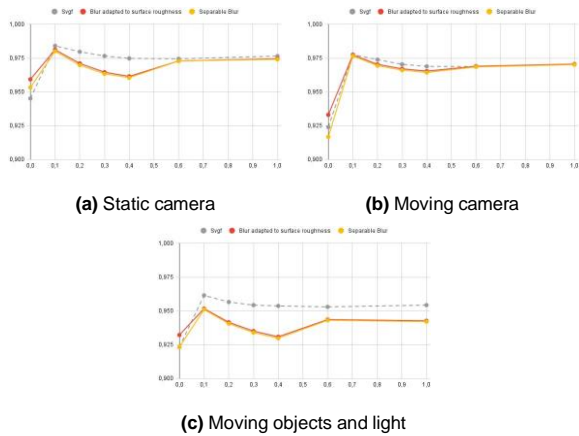 Svgf Blur adapted to surface roughness Separable Blur Svgf Blur adapted to surface roughness Separable Blur
1,000 1,000
0,975 0,975
0,950 0,950
0,925 0,925
0,900 0,900
0,0 0,1 0,2 0,3 0,4 0,5 0,6 0,7 0,8 0,9 1,0 0,0 0,1 0,2 0,3 0,4 0,5 0,6 0,7 0,8 0,9 1,0
(a) Static camera (b) Moving camera
Svgf Blur adapted to surface roughness Separable Blur
1,000
0,975
0,950
0,925
0,900
0,0 0,1 0,2 0,3 0,4 0,5 0,6 0,7 0,8 0,9 1,0
(c) Moving objects and light